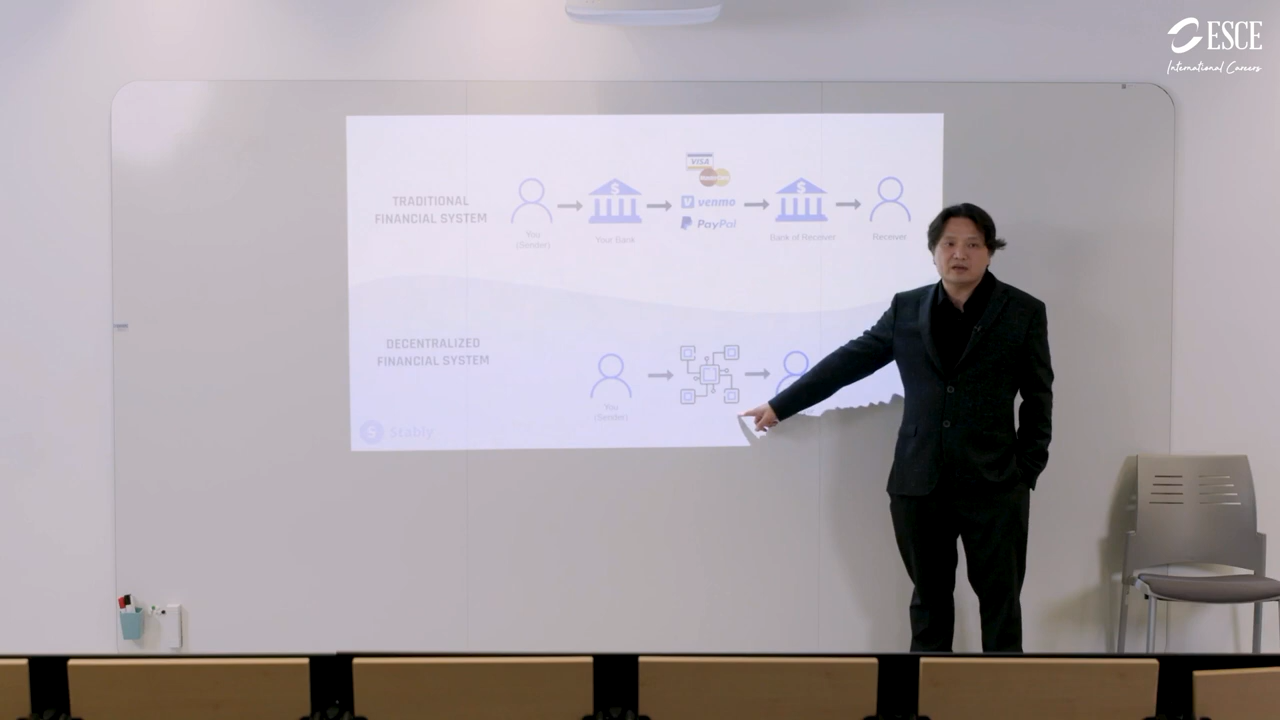 ESCE
International Careers
VISA
TRADITIONAL
FINANCIAL SYSTEM
venmo
PayPal
You
(Sender)
Your Bank
Bank of Receiver
Receiver
DECENTRALIZED
FINANCIAL SYSTEM
You
(Sender)
$ Stably